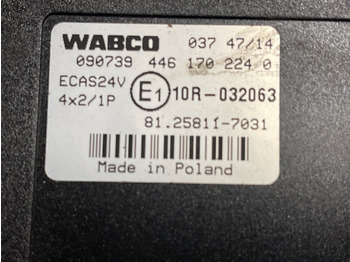 WABCO 037 47/14
090739 446 170 224 0
ECAS24V
4x2/1P E1 10R-032063
81.25811-7031
Made in Poland